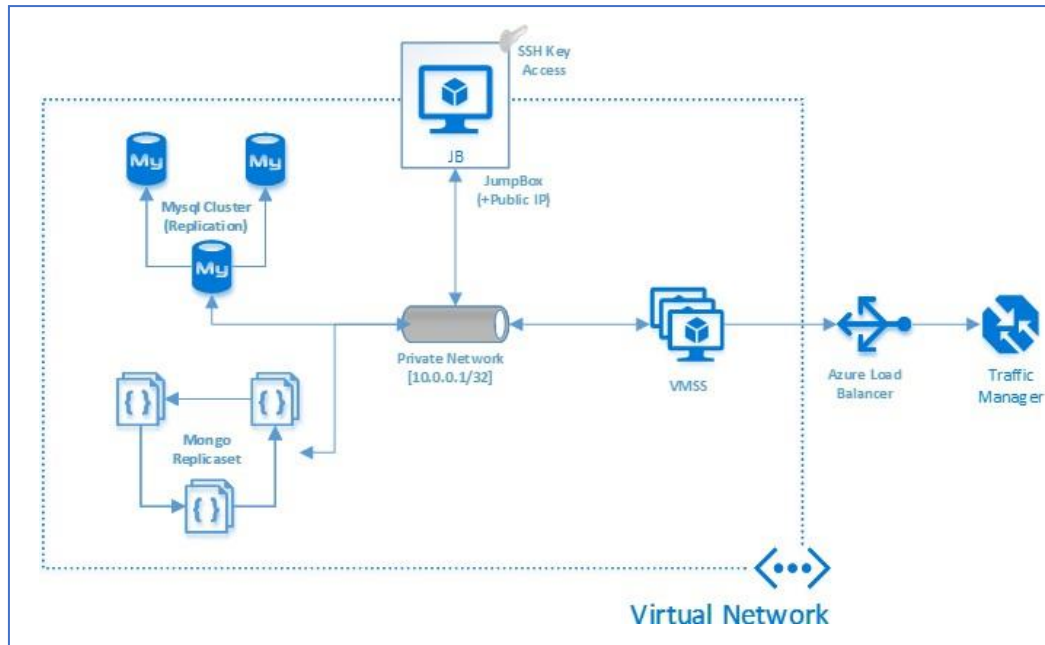 SSH Key
Access
JB
JumpBox
(+Public IP)
My
My
Mysql Cluster
(Replication)
My
Private Network
[10.0.0.1/32]
VMSS
Azure Load
Balancer
Traffic
Manager
{ }
{ }
Mongo
Replicaset
{ }
Virtual Network